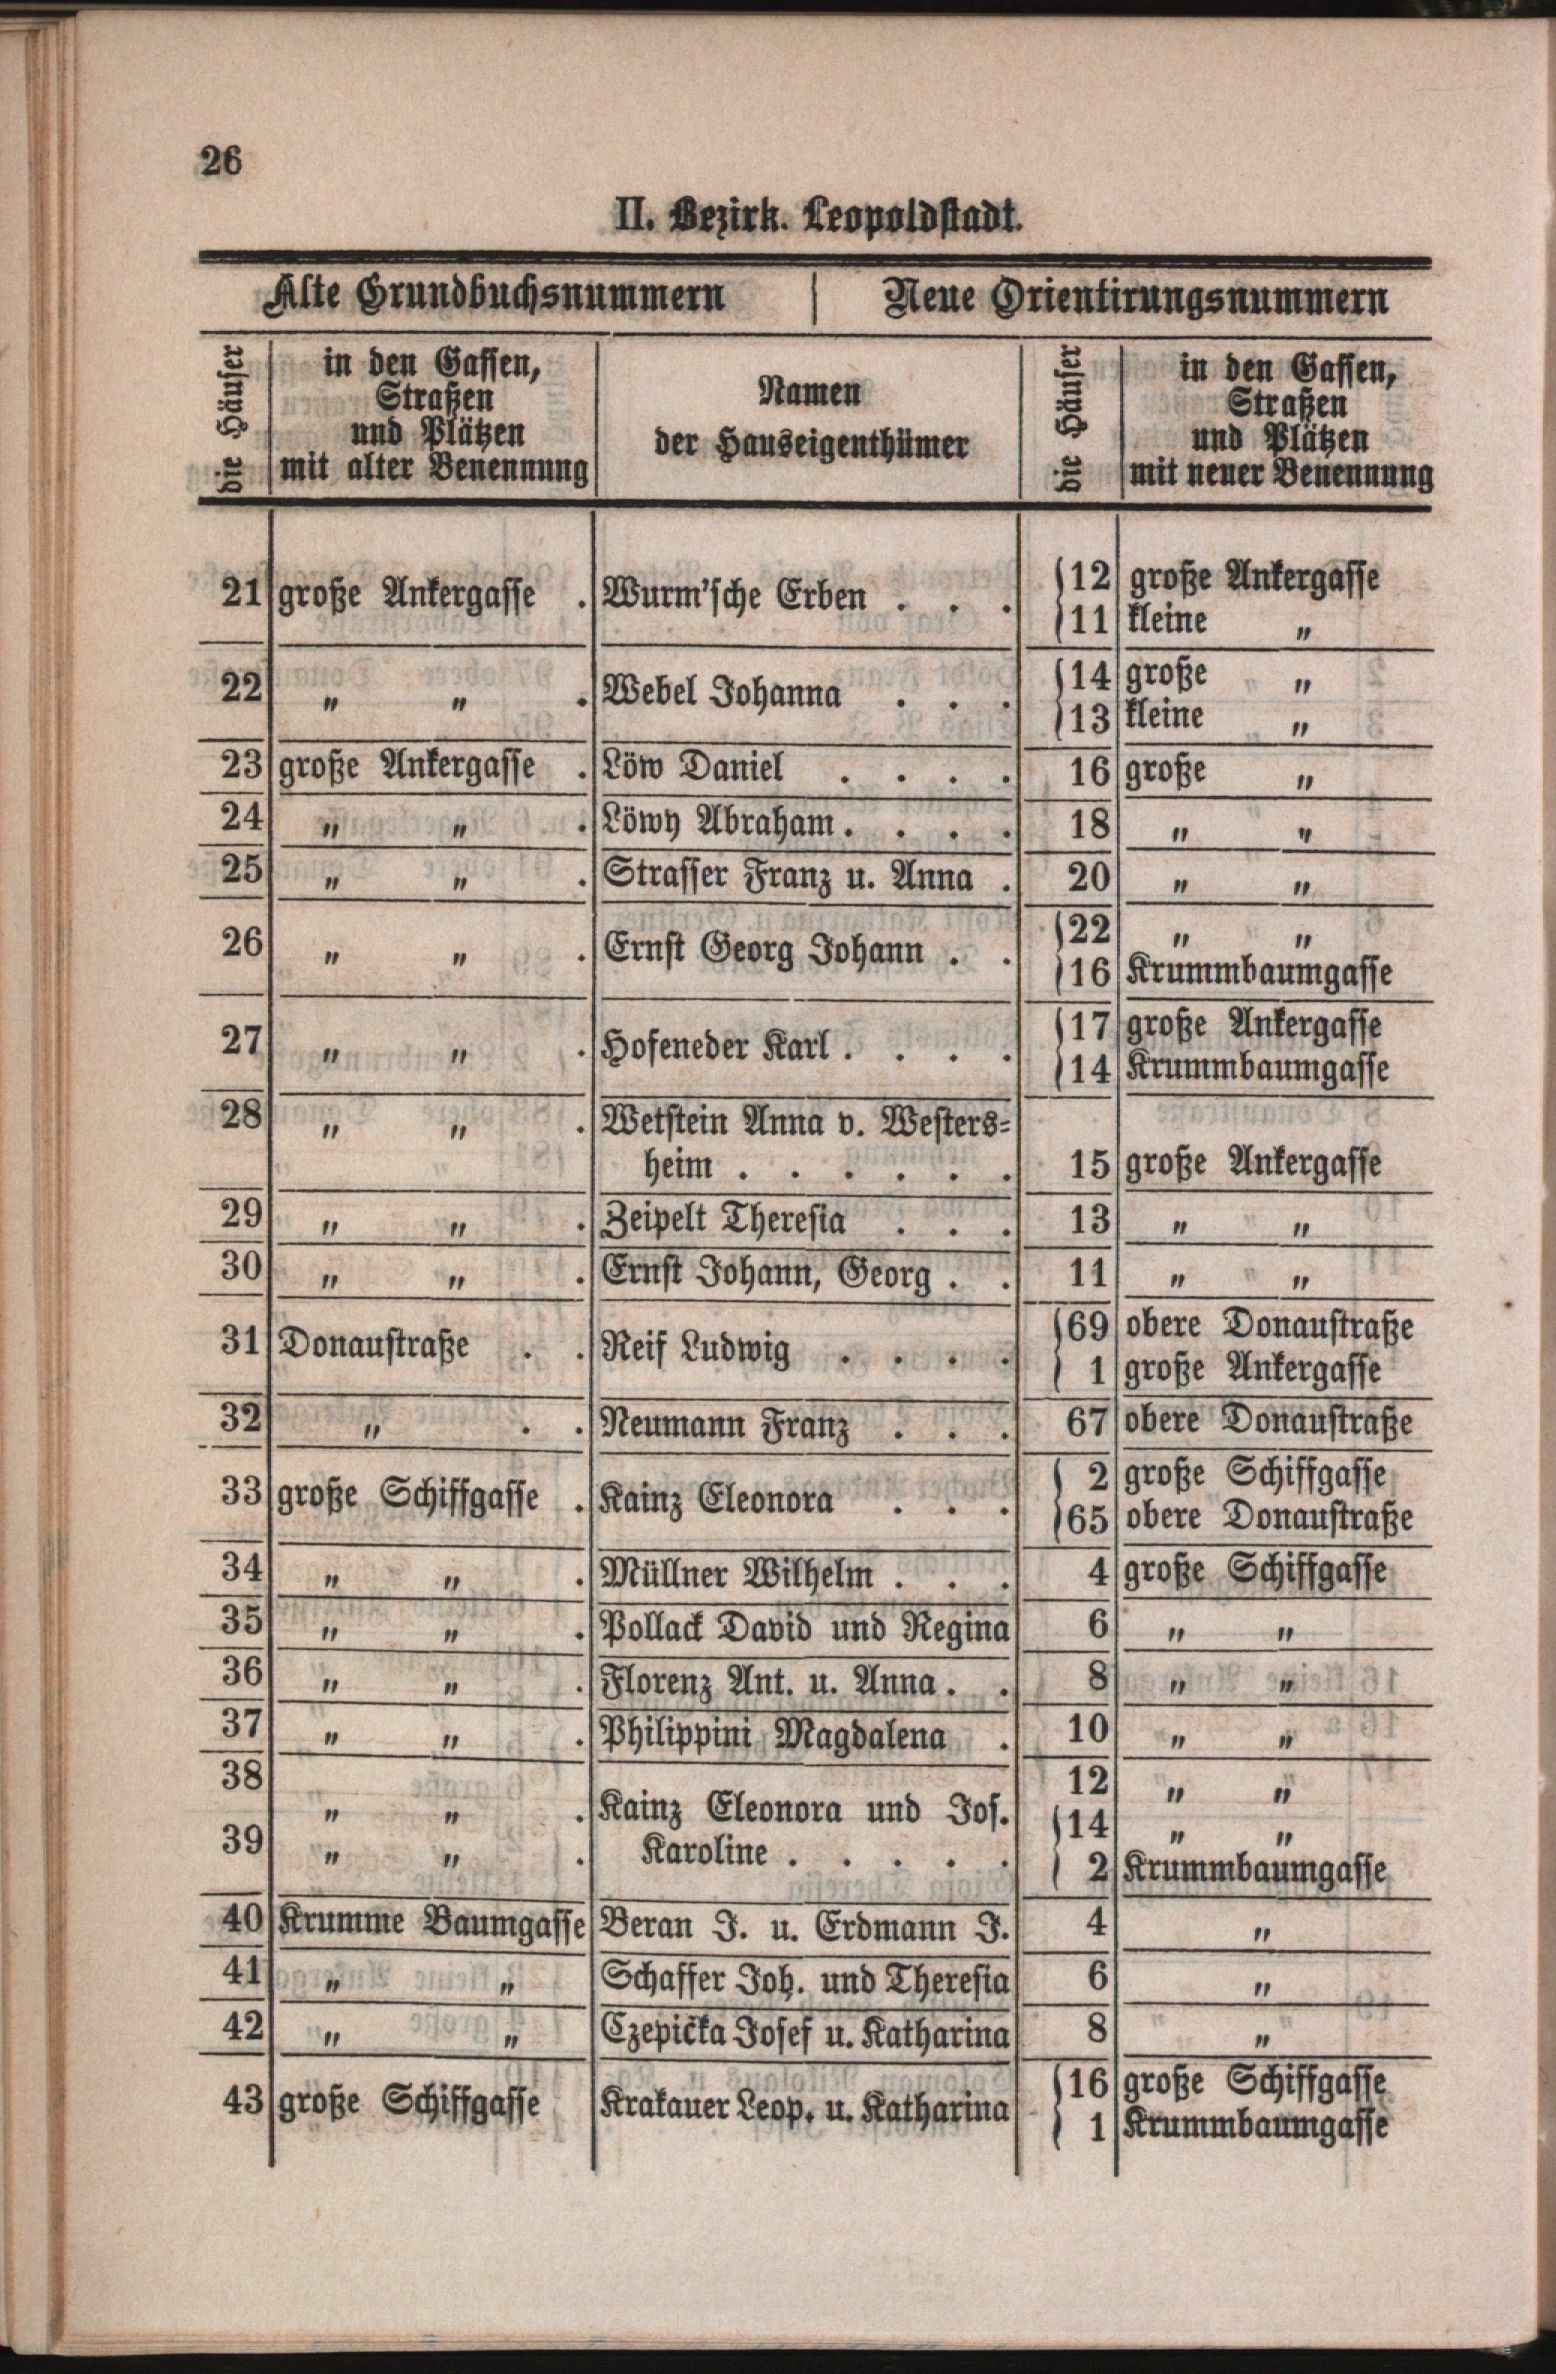 26
II. Bezirk. Leopoldstadt.
Alte Grundbuchsnummern | Neue Orientirungsnummern
die Häuser
in den Gassen,
Straßen
und Plätzen
mit alter Benennung
Namen
der Hauseigenthümer
die Häuser
in den Gassen,
Straßen
und Plätzen
mit neuer Benennung
21 große Ankergasse . Wurm'sche Erben . . . {12 große Ankergasse
{11 kleine „
22 „ „ . Webel Johanna . . . {14 große „
{13 kleine „
23 große Ankergasse . Löw Daniel . . . . 16 große „
24 „ „ . Löwy Abraham . . . . 18 „ „
25 „ „ . Strasser Franz u. Anna . 20 „ „
26 „ „ . Ernst Georg Johann . . {22 „ „
{16 Krummbaumgasse
27 „ „ . Hofeneder Karl . . . . {17 große Ankergasse
{14 Krummbaumgasse
28 „ „ . Wetstein Anna v. Westers=
heim . . . . . . 15 große Ankergasse
29 „ „ . Zeipelt Theresia . . . 13 „ „
30 „ „ . Ernst Johann, Georg . . 11 „ „
31 Donaustraße . . Reif Ludwig . . . . {69 obere Donaustraße
{ 1 große Ankergasse
32 „ . . Neumann Franz . . . 67 obere Donaustraße
33 große Schiffgasse . Kainz Eleonora . . . { 2 große Schiffgasse
{65 obere Donaustraße
34 „ „ . Müllner Wilhelm . . . 4 große Schiffgasse
35 „ „ . Pollack David und Regina 6 „ „
36 „ „ . Florenz Ant. u. Anna . . 8 „ „
37 „ „ . Philippini Magdalena . 10 „ „
38 „ „ . Kainz Eleonora und Jos. 12 „ „
39 „ „ . Karoline . . . . . {14 „ „
{ 2 Krummbaumgasse
40 Krumme Baumgasse Beran J. u. Erdmann J. 4 „
41 „ „ Schaffer Joh. und Theresia 6 „
42 „ „ Czepička Josef u. Katharina 8 „
43 große Schiffgasse Krakauer Leop. u. Katharina {16 große Schiffgasse
{ 1 Krummbaumgasse